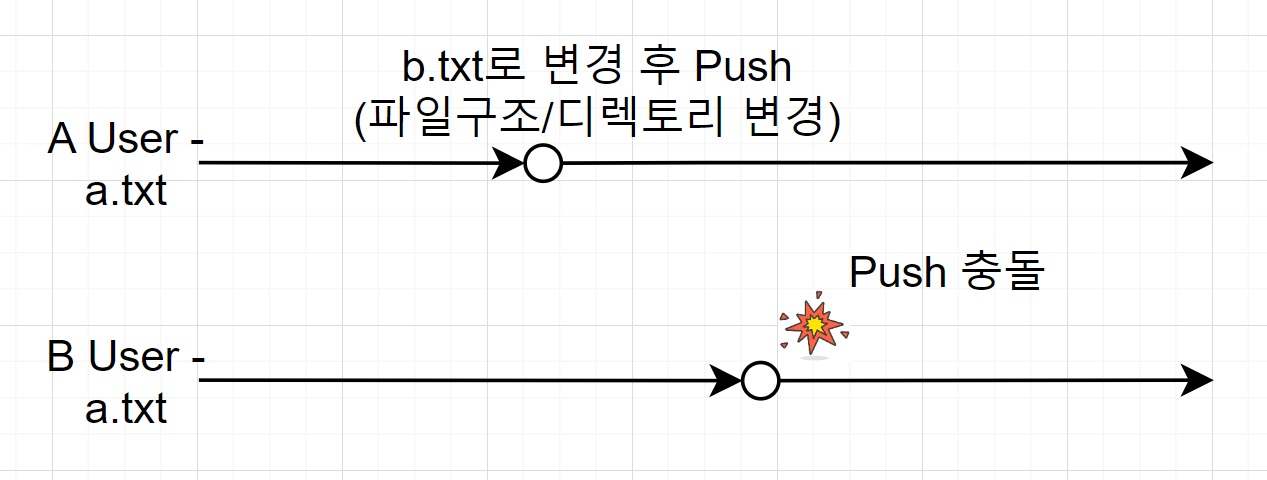 b.txt로 변경 후 Push
(파일구조/디렉토리 변경)
A User -
a.txt
Push 충돌
B User -
a.txt